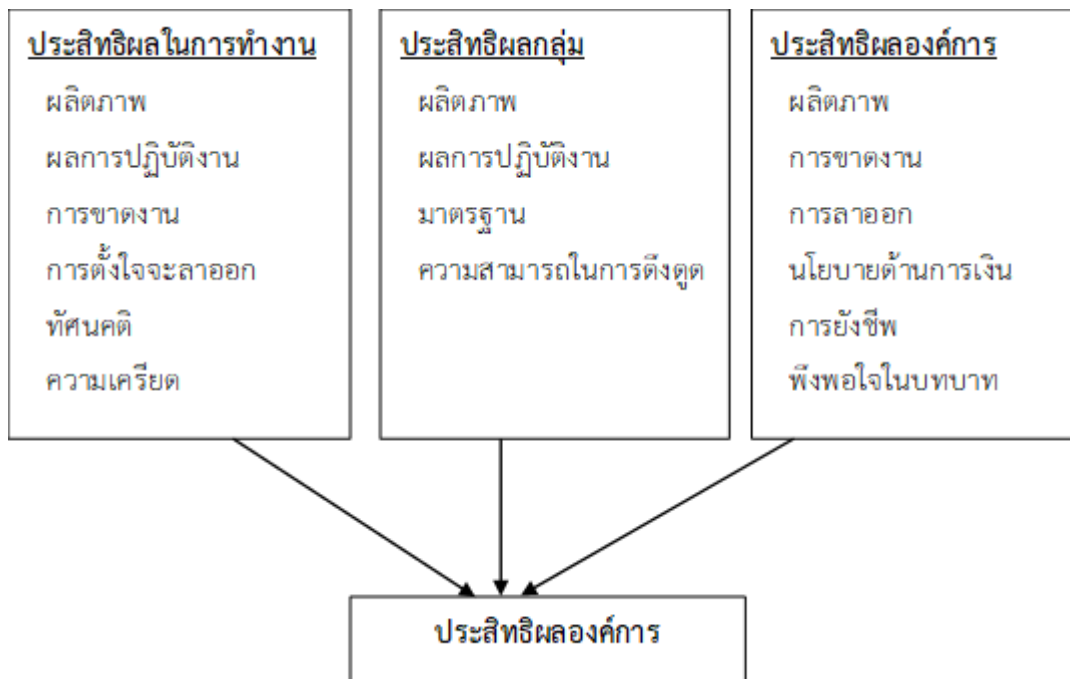 ประสิทธิผลในการทำงาน
ผลิตภาพ
ผลการปฏิบัติงาน
การขาดงาน
การตั้งใจจะลาออก
ทัศนคติ
ความเครียด
ประสิทธิผลกลุ่ม
ผลิตภาพ
ผลการปฏิบัติงาน
มาตรฐาน
ความสามารถในการดึงดูด
ประสิทธิผลองค์การ
ผลิตภาพ
การขาดงาน
การลาออก
นโยบายด้านการเงิน
การยังชีพ
พึงพอใจในบทบาท
ประสิทธิผลองค์การ